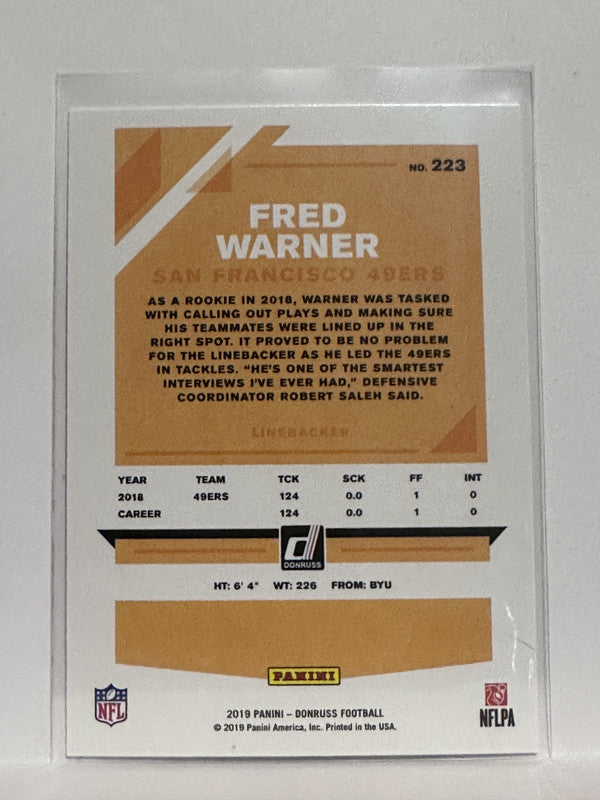 NO. 223
FRED
WARNER
SAN FRANCISCO 49ERS
AS A ROOKIE IN 2018, WARNER WAS TASKED
WITH CALLING OUT PLAYS AND MAKING SURE
HIS TEAMMATES WERE LINED UP IN THE
RIGHT SPOT. IT PROVED TO BE NO PROBLEM
FOR THE LINEBACKER AS HE LED THE 49ERS
IN TACKLES. “HE’S ONE OF THE SMARTEST
INTERVIEWS I’VE EVER HAD,” DEFENSIVE
COORDINATOR ROBERT SALEH SAID.
LINEBACKER
YEAR TEAM TCK SCK FF INT
2018 49ERS 124 0.0 1 0
CAREER 124 0.0 1 0
d
DONRUSS
HT: 6' 4" WT: 226 FROM: BYU
PANINI
NFL
2019 PANINI – DONRUSS FOOTBALL
© 2019 Panini America, Inc. Printed in the USA.
NFLPA